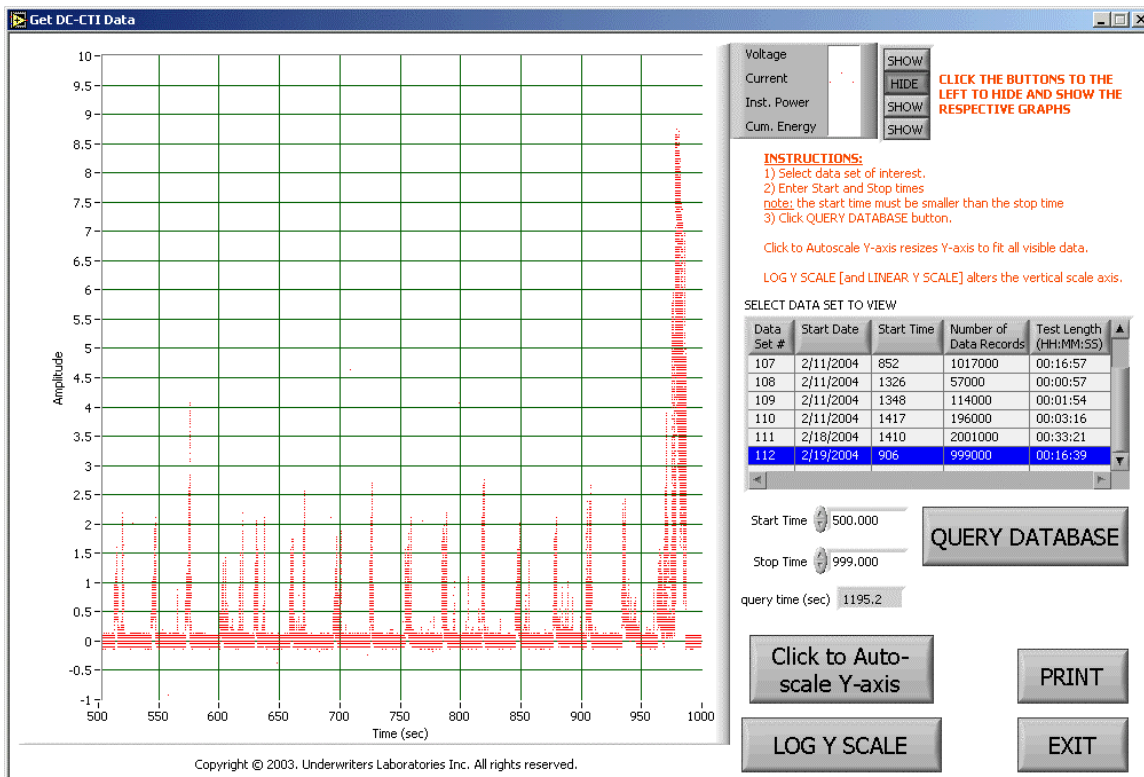 Get DC-CTI Data
Amplitude
10
9.5
9
8.5
8
7.5
7
6.5
6
5.5
5
4.5
4
3.5
3
2.5
2
1.5
1
0.5
0
-0.5
-1
500
550
600
650
700
750
800
850
900
950
1000
Time (sec)
Copyright © 2003. Underwriters Laboratories Inc. All rights reserved.
Voltage SHOW
Current HIDE
Inst. Power SHOW
Cum. Energy SHOW
CLICK THE BUTTONS TO THE
LEFT TO HIDE AND SHOW THE
RESPECTIVE GRAPHS
INSTRUCTIONS:
1) Select data set of interest.
2) Enter Start and Stop times
note: the start time must be smaller than the stop time
3) Click QUERY DATABASE button.
Click to Autoscale Y-axis resizes Y-axis to fit all visible data.
LOG Y SCALE [and LINEAR Y SCALE] alters the vertical scale axis.
SELECT DATA SET TO VIEW
Data Set # Start Date Start Time Number of Data Records Test Length (HH:MM:SS)
107 2/11/2004 852 1017000 00:16:57
108 2/11/2004 1326 57000 00:00:57
109 2/11/2004 1348 114000 00:01:54
110 2/11/2004 1417 196000 00:03:16
111 2/18/2004 1410 2001000 00:33:21
112 2/19/2004 906 999000 00:16:39
Start Time 500.000
Stop Time 999.000
QUERY DATABASE
query time (sec) 1195.2
Click to Auto-
scale Y-axis
PRINT
LOG Y SCALE
EXIT